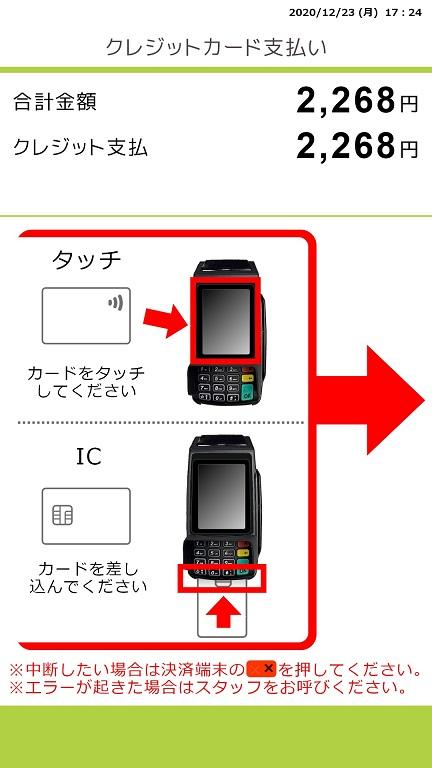 2020/12/23 (月) 17：24
クレジットカード支払い
合計金額 2,268円
クレジット支払 2,268円
タッチ
カードをタッチ
してください
IC
カードを差し
込んでください
※中断したい場合は決済端末の×を押してください。
※エラーが起きた場合はスタッフをお呼びください。